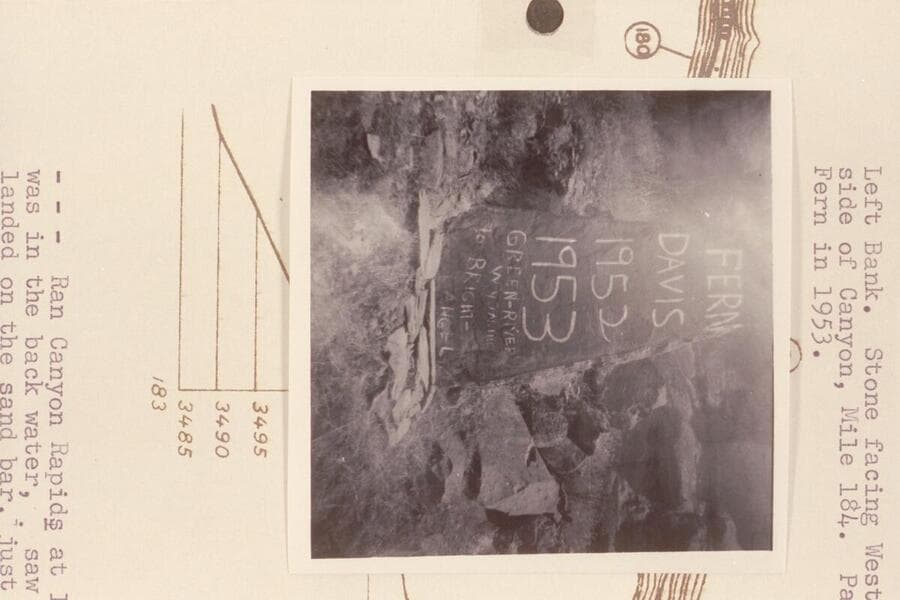 Left Bank. Stone facing West
side of Canyon, Mile 184. Pa
Fern in 1953.
180
FERN
DAVIS
1952
1953
GREEN-RIVER
to BRIGHT-
ANGEL
3495
3490
3485
183
- - - Ran Canyon Rapids at
was in the back water, saw
landed on the sand bar. just